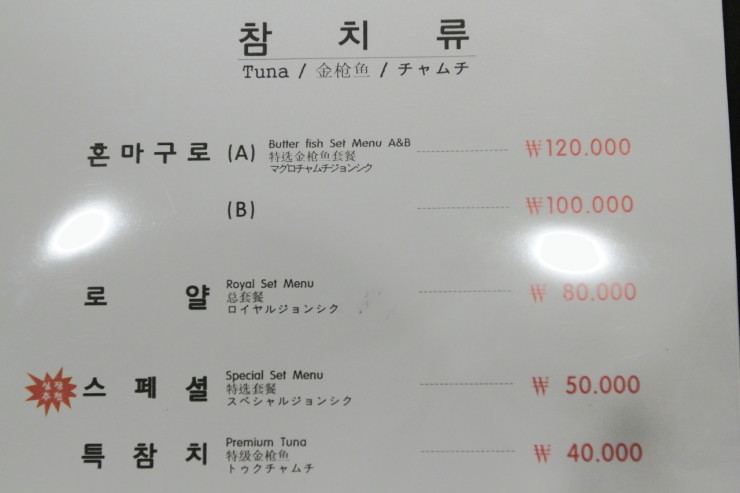 참 치 류
Tuna / 金枪鱼 / チャムチ
혼마구로 (A) Butter fish Set Menu A&B ₩120.000
特选金枪鱼套餐
マグロチャムチジョンシク
(B) ₩100.000
로 얄 Royal Set Menu ₩ 80.000
总套餐
ロイヤルジョンシク
실장
추천
스 페 셜 Special Set Menu ₩ 50.000
特选套餐
スペシャルジョンシク
특 참 치 Premium Tuna ₩ 40.000
特级金枪鱼
トゥクチャムチ